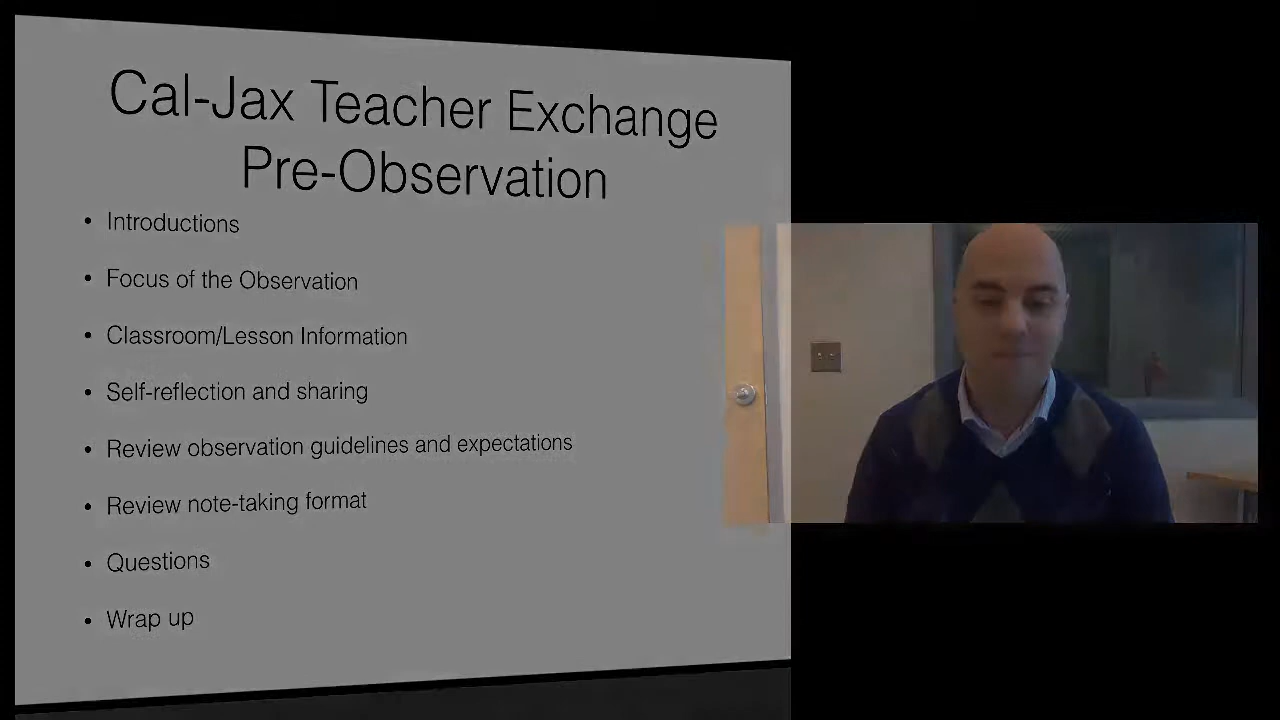 Cal-Jax Teacher Exchange
Pre-Observation
• Introductions
• Focus of the Observation
• Classroom/Lesson Information
• Self-reflection and sharing
• Review observation guidelines and expectations
• Review note-taking format
• Questions
• Wrap up